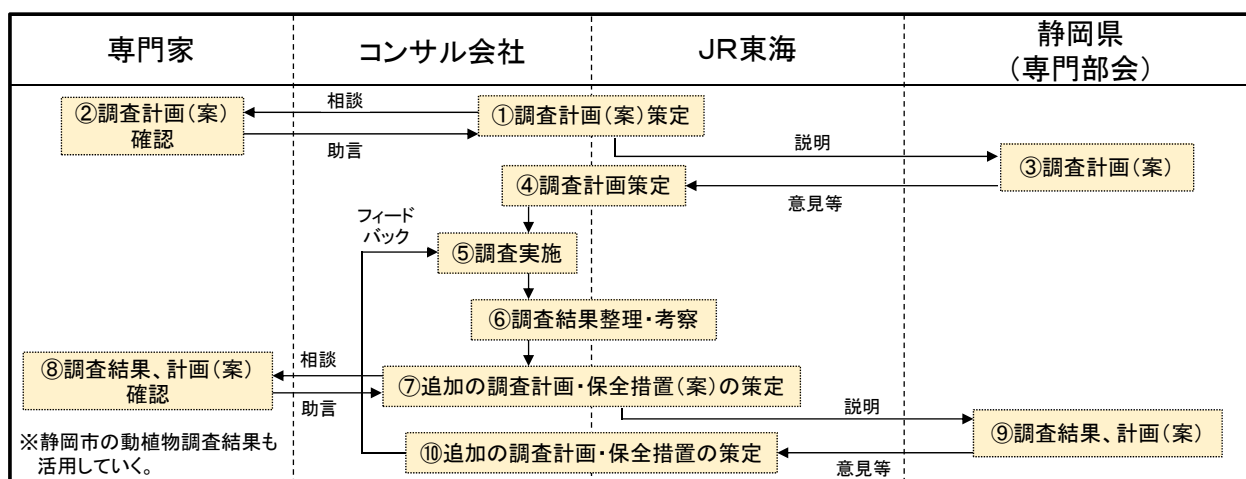 専門家
コンサル会社
JR東海
静岡県
(専門部会)
②調査計画(案)
確認
相談
助言
①調査計画(案)策定
説明
③調査計画(案)
④調査計画策定
意見等
フィード
バック
⑤調査実施
⑥調査結果整理・考察
⑧調査結果、計画(案)
確認
相談
助言
⑦追加の調査計画・保全措置(案)の策定
説明
⑨調査結果、計画(案)
※静岡市の動植物調査結果も
活用していく。
⑩追加の調査計画・保全措置の策定
意見等